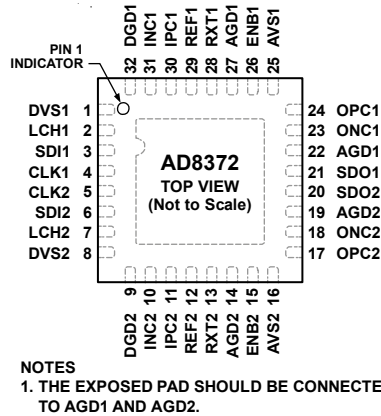 32 DGD1
31 INC1
30 IPC1
29 REF1
28 RXT1
27 AGD1
26 ENB1
25 AVS1
PIN 1
INDICATOR
DVS1 1
LCH1 2
SDI1 3
CLK1 4
CLK2 5
SDI2 6
LCH2 7
DVS2 8
AD8372
TOP VIEW
(Not to Scale)
24 OPC1
23 ONC1
22 AGD1
21 SDO1
20 SDO2
19 AGD2
18 ONC2
17 OPC2
DGD2 9
INC2 10
IPC2 11
REF2 12
RXT2 13
AGD2 14
ENB2 15
AVS2 16
NOTES
1. THE EXPOSED PAD SHOULD BE CONNECTE
TO AGD1 AND AGD2.